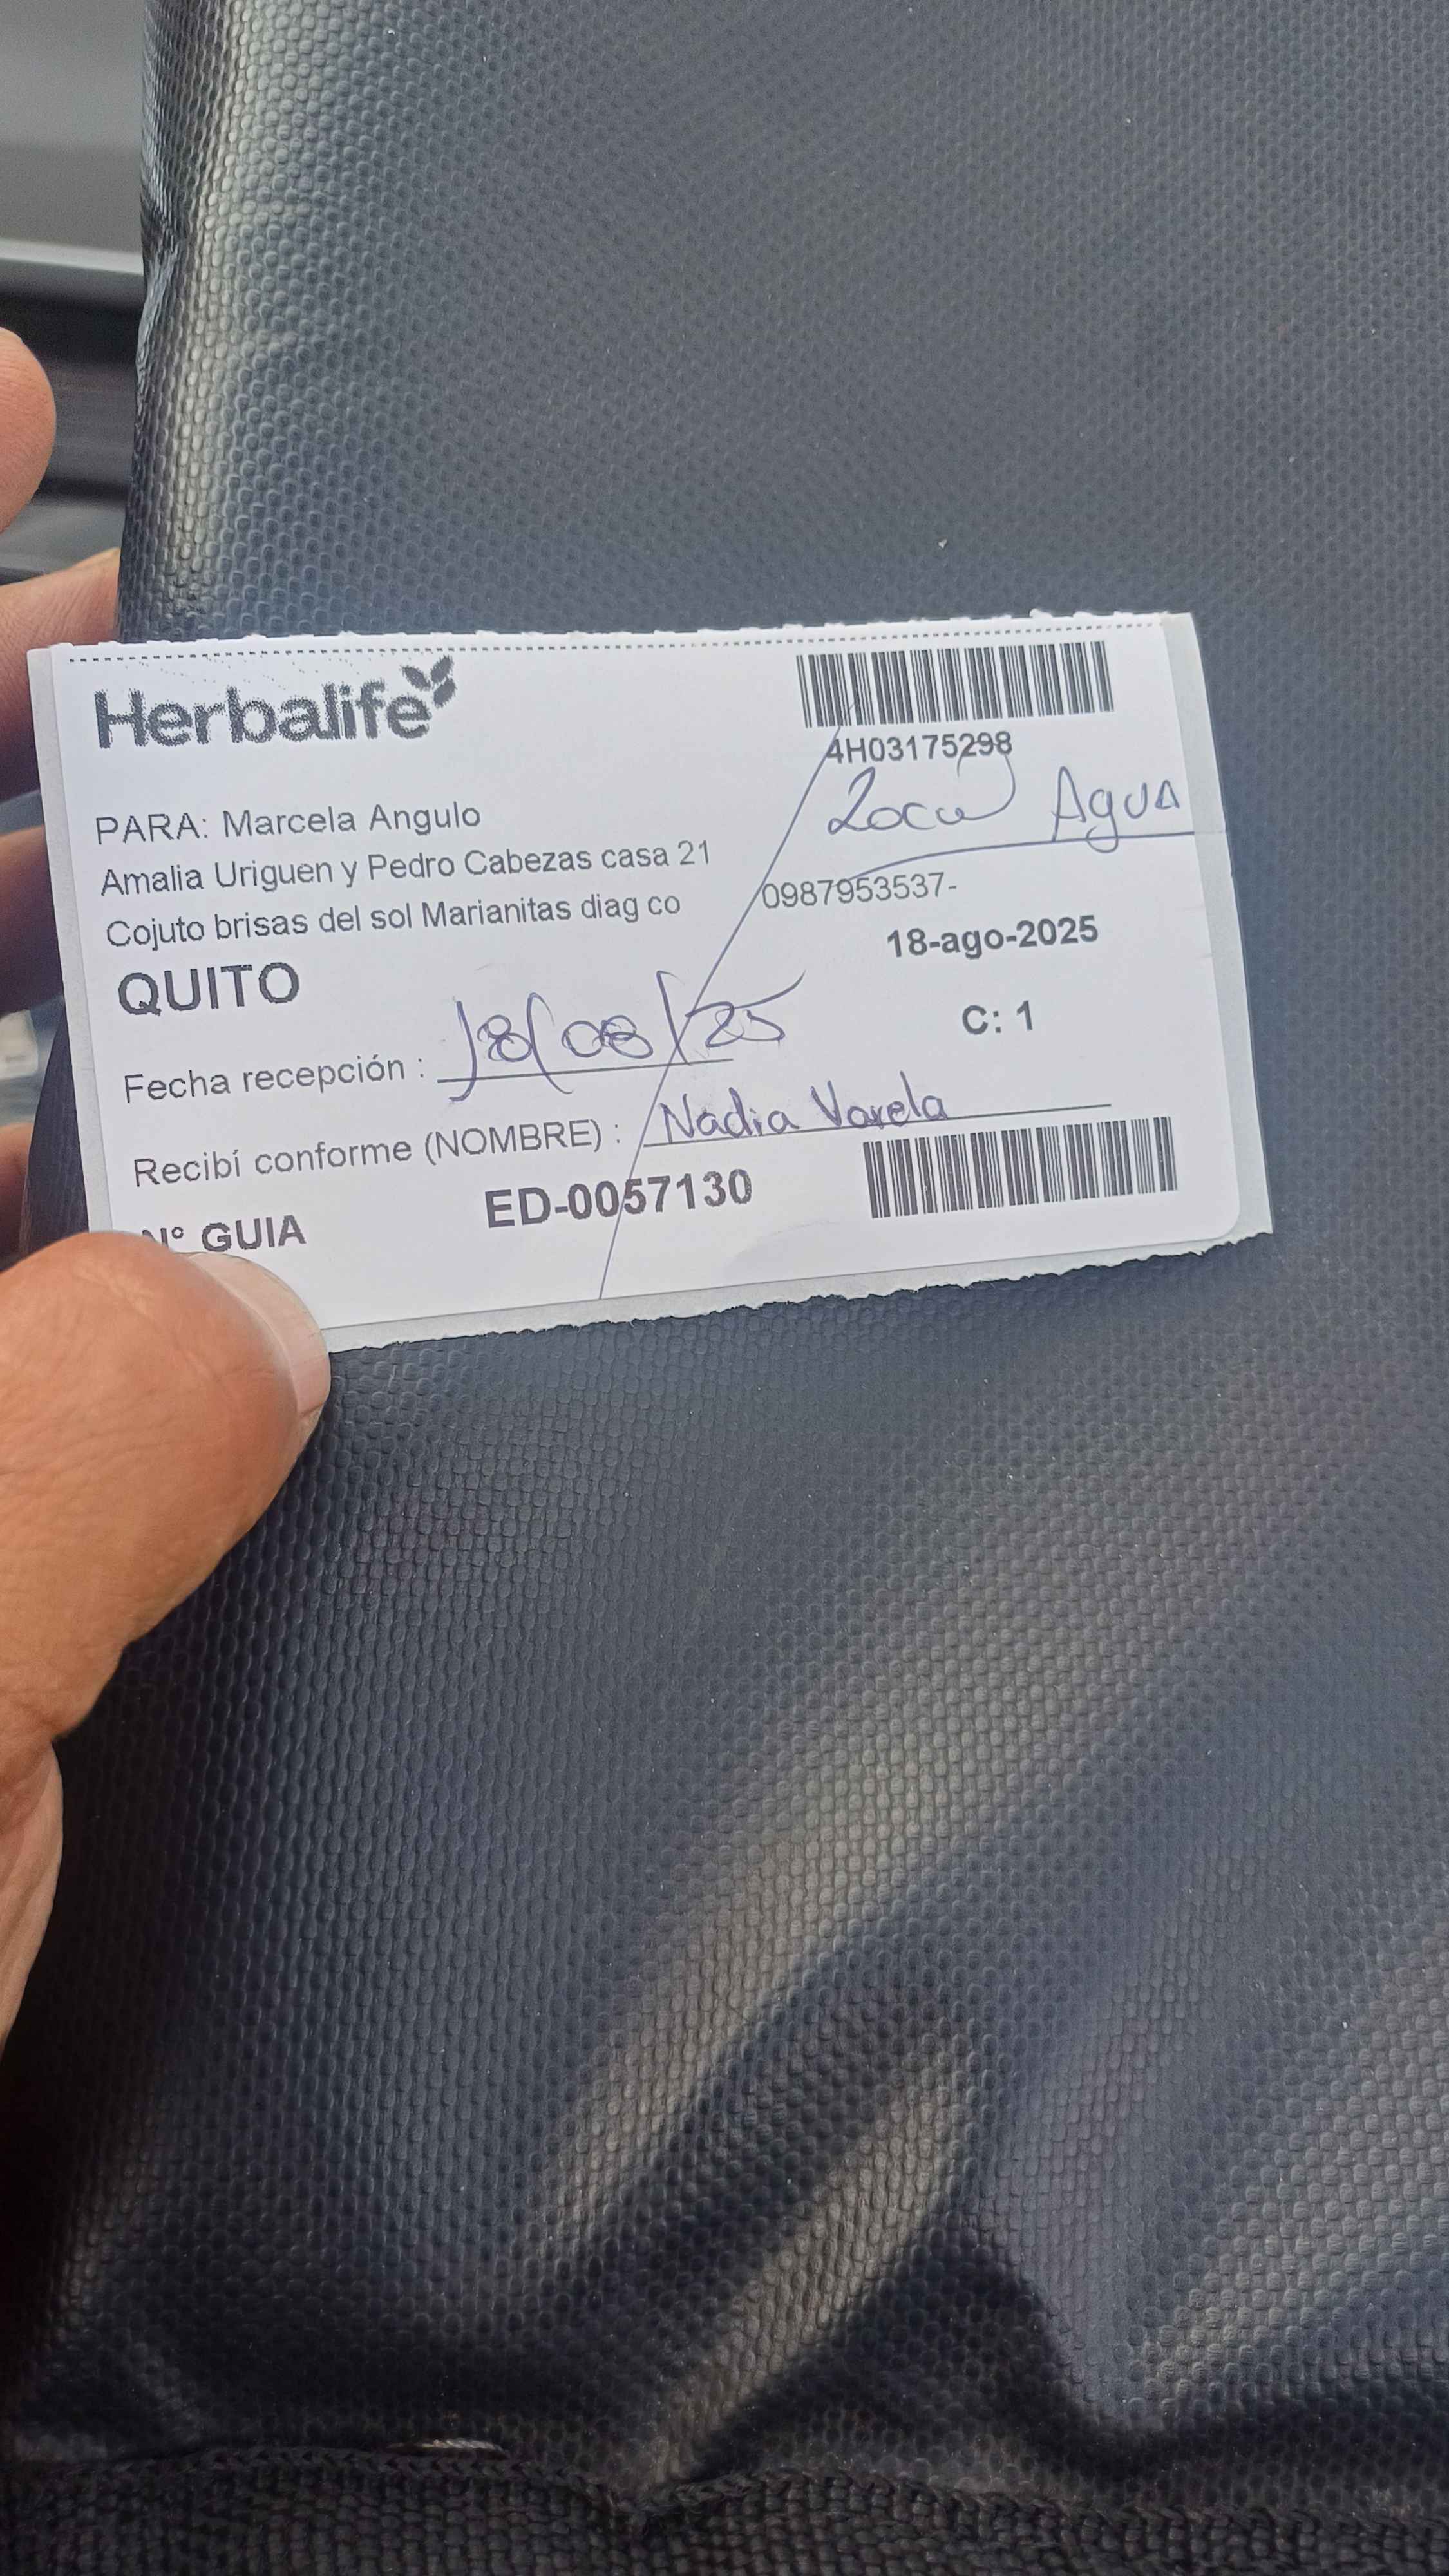 Herbalife
4H03175298
Agua
PARA: Marcela Angulo
Amalia Uriguen y Pedro Cabezas casa 21
Cojuto brisas del sol Marianitas diag co
0987953537-
QUITO
18-ago-2025
C: 1
Fecha recepción : 18/08/25
Recibí conforme (NOMBRE) : Nadia Varela
N° GUIA
ED-0057130